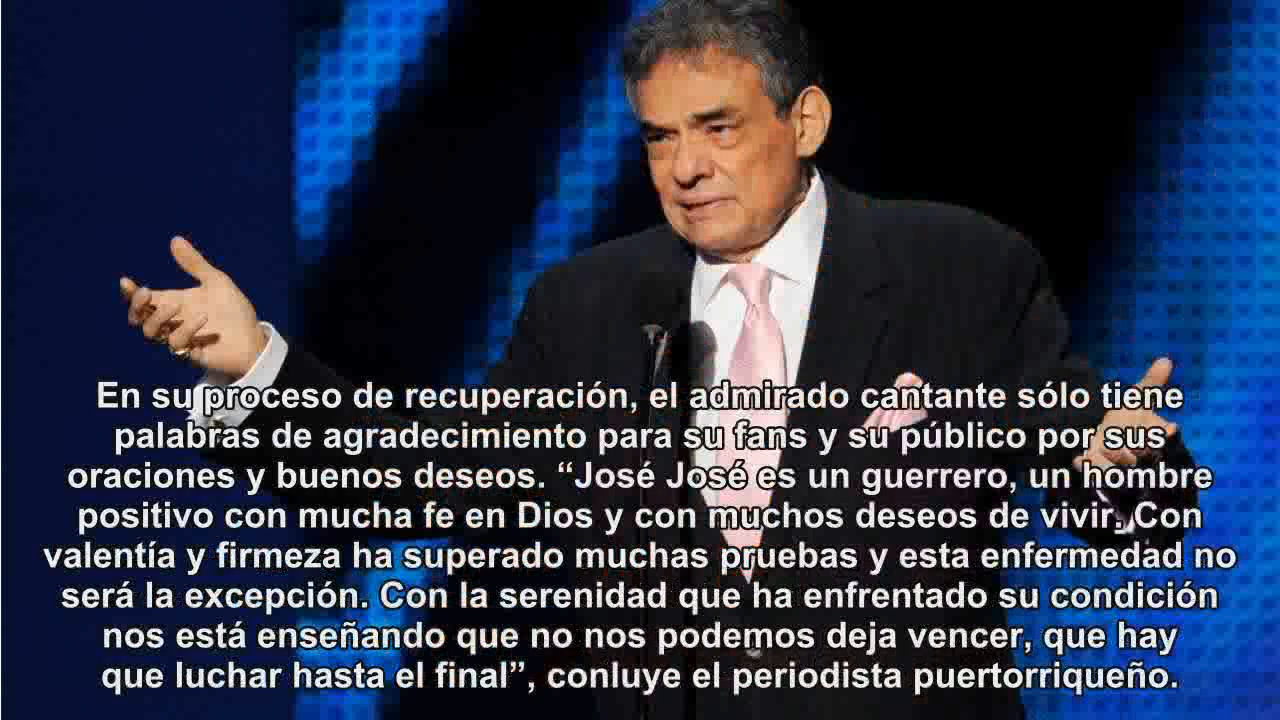 En su proceso de recuperación, el admirado cantante sólo tiene
palabras de agradecimiento para su fans y su público por sus
oraciones y buenos deseos. “José José es un guerrero, un hombre
positivo con mucha fe en Dios y con muchos deseos de vivir. Con
valentía y firmeza ha superado muchas pruebas y esta enfermedad no
será la excepción. Con la serenidad que ha enfrentado su condición
nos está enseñando que no nos podemos deja vencer, que hay
que luchar hasta el final”, conluye el periodista puertorriqueño.